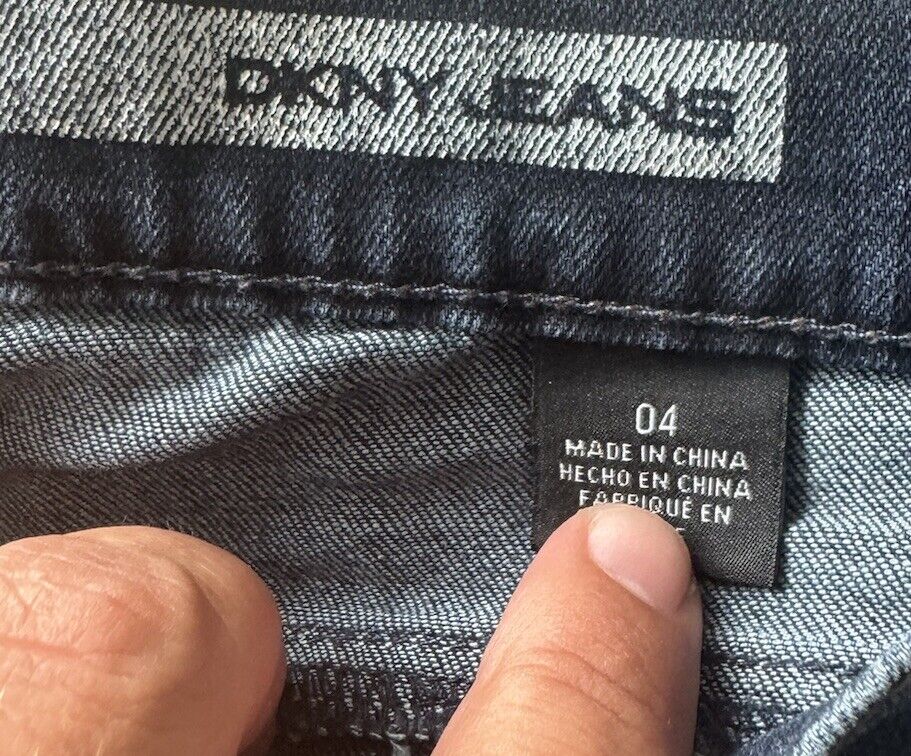 DKNY JEANS
04
MADE IN CHINA
HECHO EN CHINA
FABRIQUÉ EN